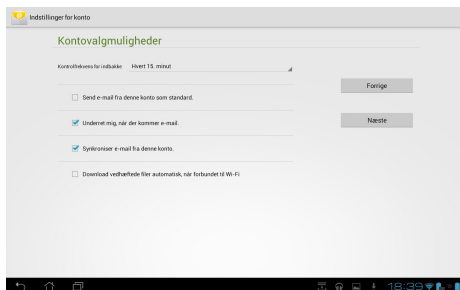 Indstillinger for konto
Kontovalgmuligheder
Kontrolfrekvens for indbakke Hvert 15. minut
Forrige
Send e-mail fra denne konto som standard.
Underret mig, når der kommer e-mail.
Næste
Synkroniser e-mail fra denne konto.
Download vedhæftede filer automatisk, når forbundet til Wi-Fi
18:39